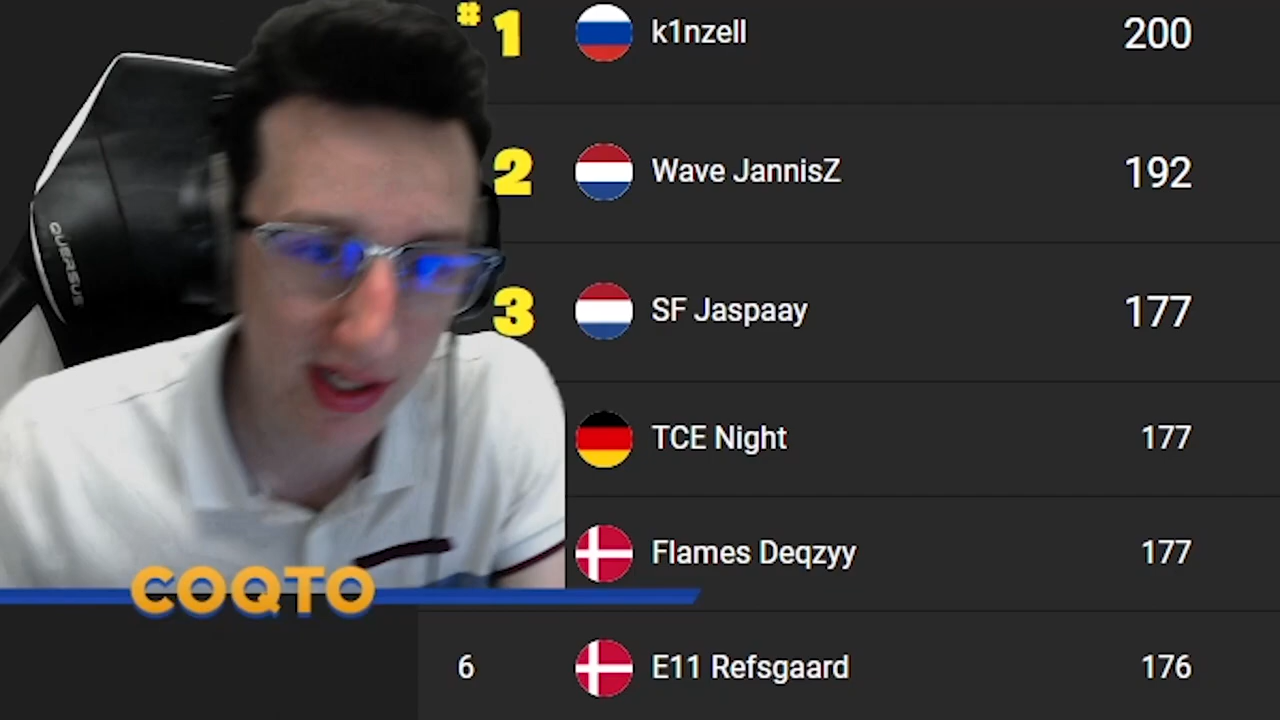 #1 k1nzell 200
2 Wave JannisZ 192
3 SF Jaspaay 177
TCE Night 177
Flames Deqzyy 177
6 E11 Refsgaard 176
QUERSUS
COQTO